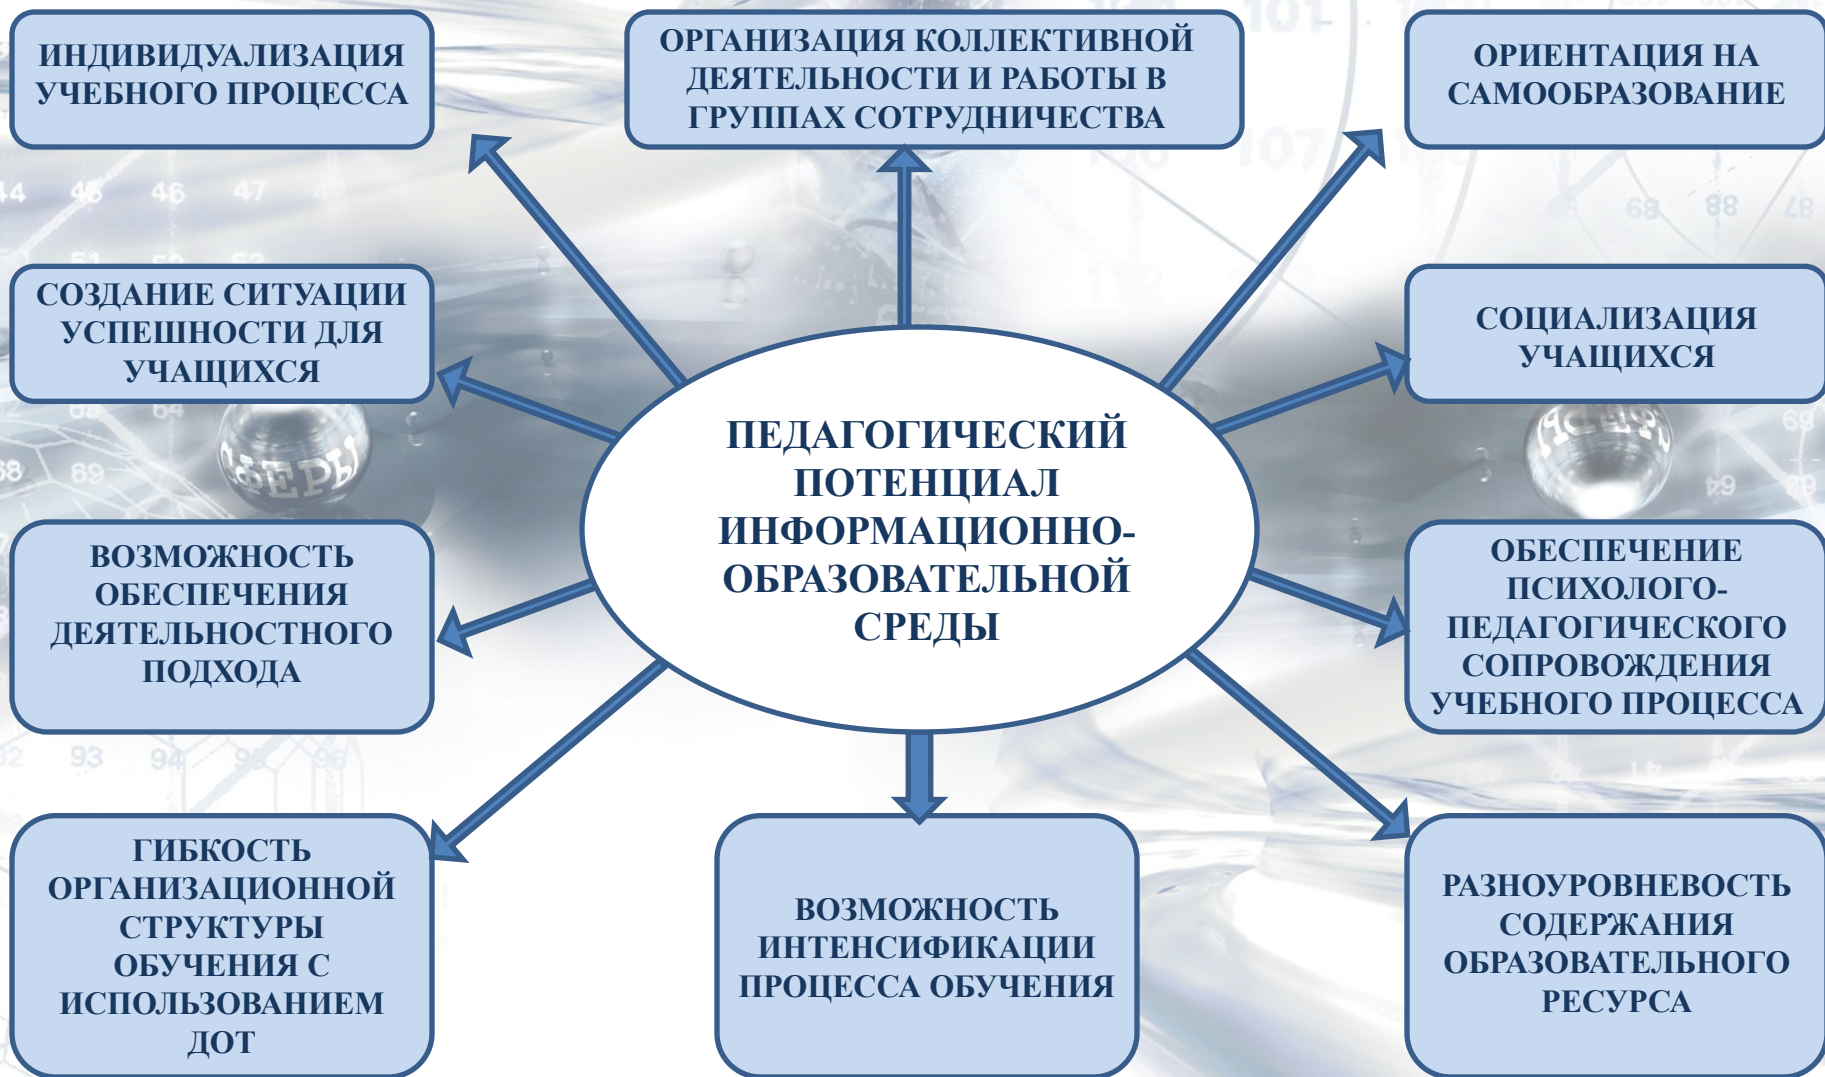 ИНДИВИДУАЛИЗАЦИЯ
УЧЕБНОГО ПРОЦЕССА
ОРГАНИЗАЦИЯ КОЛЛЕКТИВНОЙ
ДЕЯТЕЛЬНОСТИ И РАБОТЫ В
ГРУППАХ СОТРУДНИЧЕСТВА
ОРИЕНТАЦИЯ НА
САМООБРАЗОВАНИЕ
СОЗДАНИЕ СИТУАЦИИ
УСПЕШНОСТИ ДЛЯ
УЧАЩИХСЯ
СОЦИАЛИЗАЦИЯ
УЧАЩИХСЯ
ПЕДАГОГИЧЕСКИЙ
ПОТЕНЦИАЛ
ИНФОРМАЦИОННО-
ОБРАЗОВАТЕЛЬНОЙ
СРЕДЫ
ВОЗМОЖНОСТЬ
ОБЕСПЕЧЕНИЯ
ДЕЯТЕЛЬНОСТНОГО
ПОДХОДА
ОБЕСПЕЧЕНИЕ
ПСИХОЛОГО-
ПЕДАГОГИЧЕСКОГО
СОПРОВОЖДЕНИЯ
УЧЕБНОГО ПРОЦЕССА
ГИБКОСТЬ
ОРГАНИЗАЦИОННОЙ
СТРУКТУРЫ
ОБУЧЕНИЯ С
ИСПОЛЬЗОВАНИЕМ
ДОТ
ВОЗМОЖНОСТЬ
ИНТЕНСИФИКАЦИИ
ПРОЦЕССА ОБУЧЕНИЯ
РАЗНОУРОВНЕВОСТЬ
СОДЕРЖАНИЯ
ОБРАЗОВАТЕЛЬНОГО
РЕСУРСА